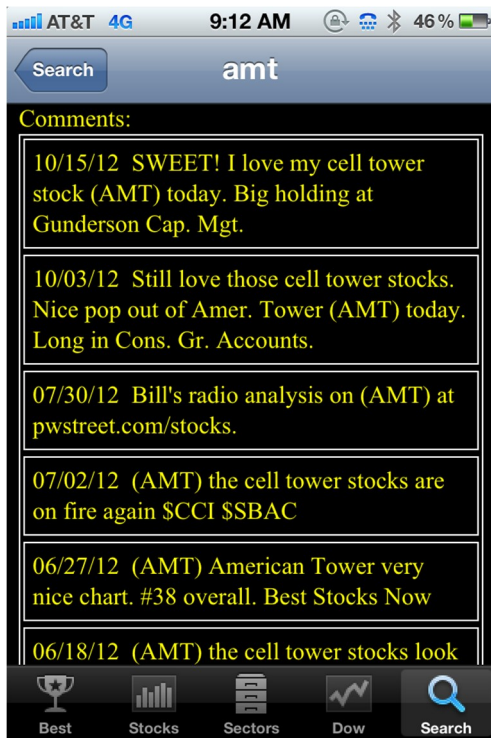 AT&T 4G 9:12 AM 46%
Search amt
Comments:
10/15/12 SWEET! I love my cell tower
stock (AMT) today. Big holding at
Gunderson Cap. Mgt.
10/03/12 Still love those cell tower stocks.
Nice pop out of Amer. Tower (AMT) today.
Long in Cons. Gr. Accounts.
07/30/12 Bill's radio analysis on (AMT) at
pwstreet.com/stocks.
07/02/12 (AMT) the cell tower stocks are
on fire again $CCI $SBAC
06/27/12 (AMT) American Tower very
nice chart. #38 overall. Best Stocks Now
06/18/12 (AMT) the cell tower stocks look
Best Stocks Sectors Dow Search